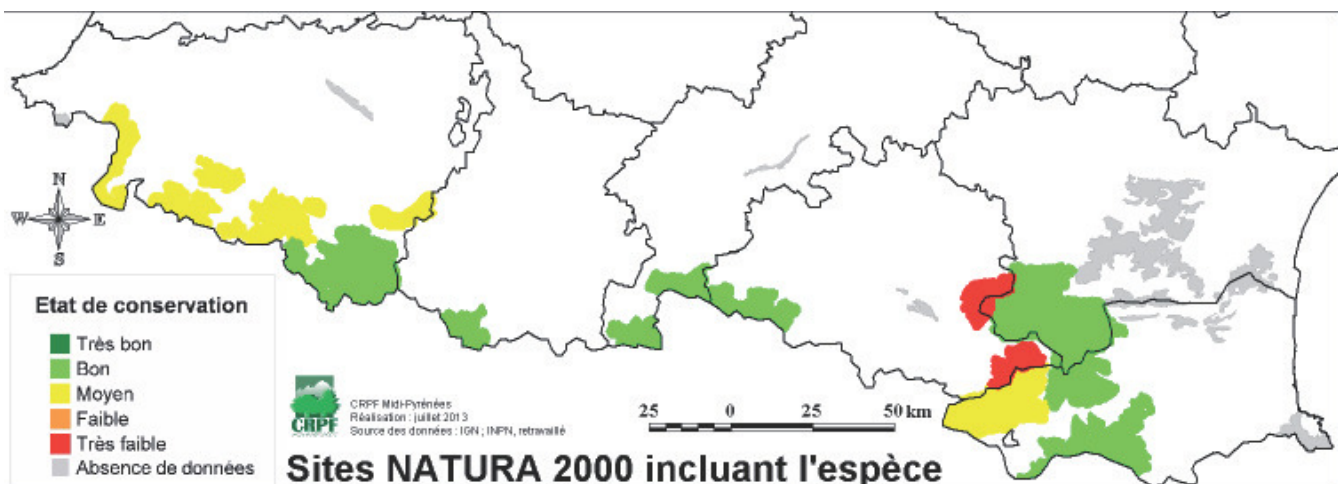 N
W E
S
Etat de conservation
Très bon
Bon
Moyen
Faible
Très faible
Absence de données
CRPF
CRPF Midi-Pyrénées
Réalisation : juillet 2013
Source des données : IGN ; INPN, retravaillé
25 0 25 50 km
Sites NATURA 2000 incluant l'espèce